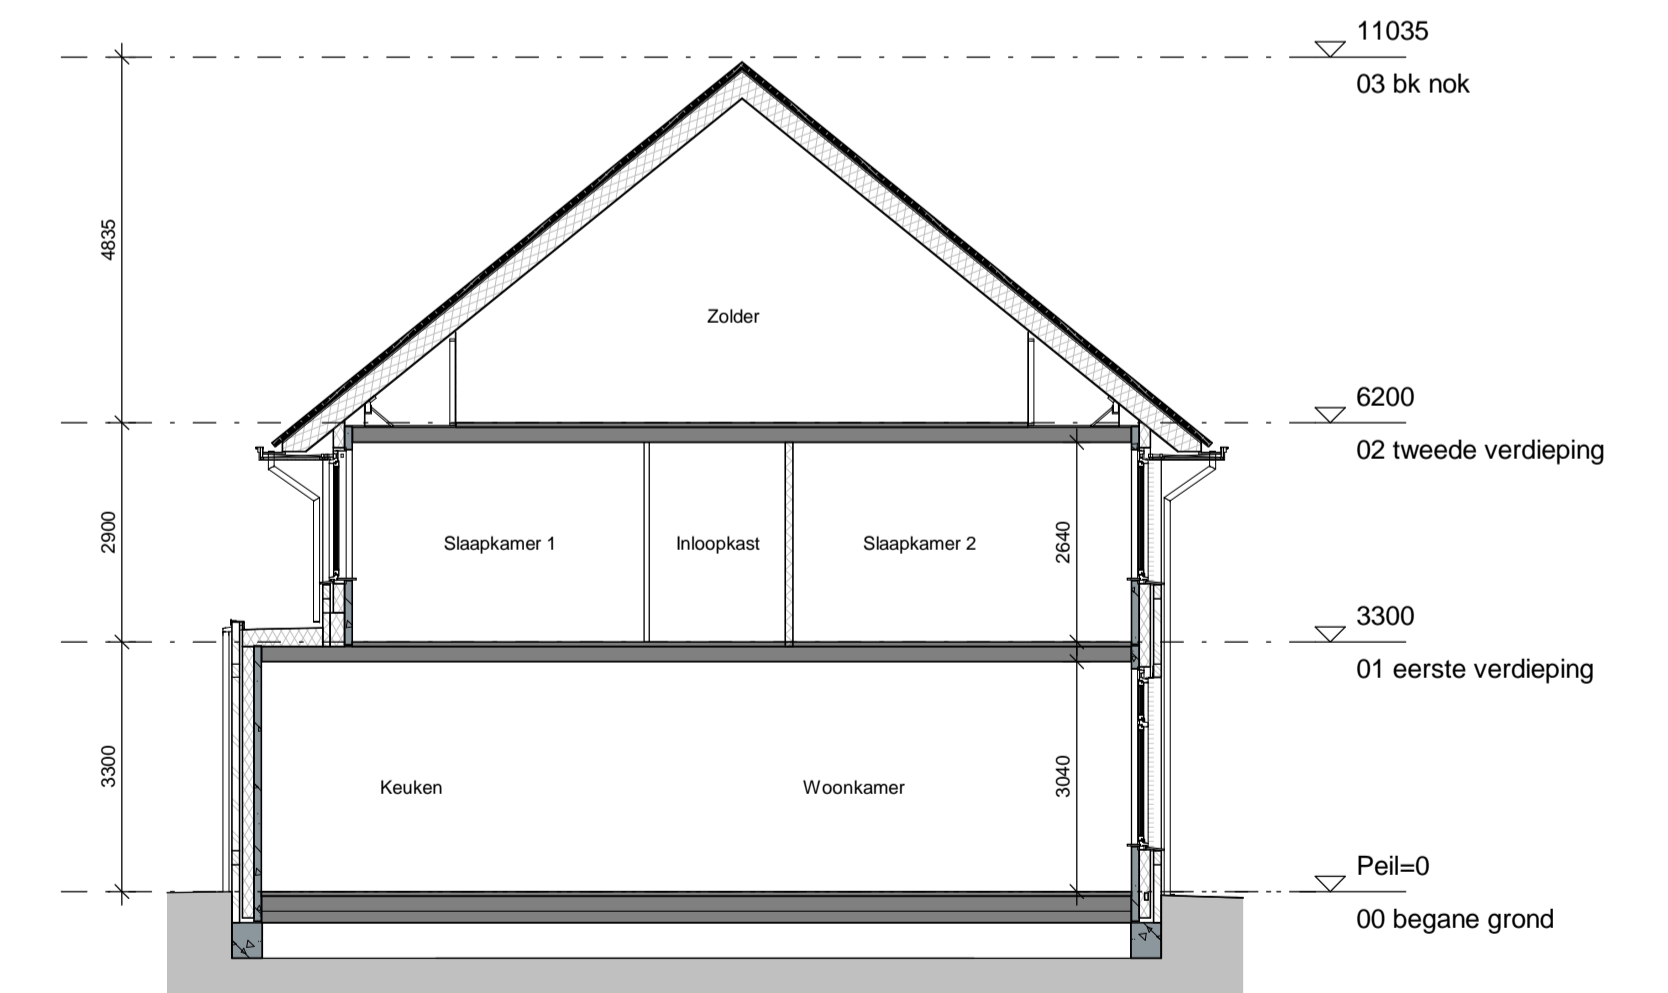 11035
03 bk nok
4835
Zolder
6200
02 tweede verdieping
2900
Slaapkamer 1
Inloopkast
Slaapkamer 2
2640
3300
01 eerste verdieping
3300
Keuken
Woonkamer
3040
Peil=0
00 begane grond